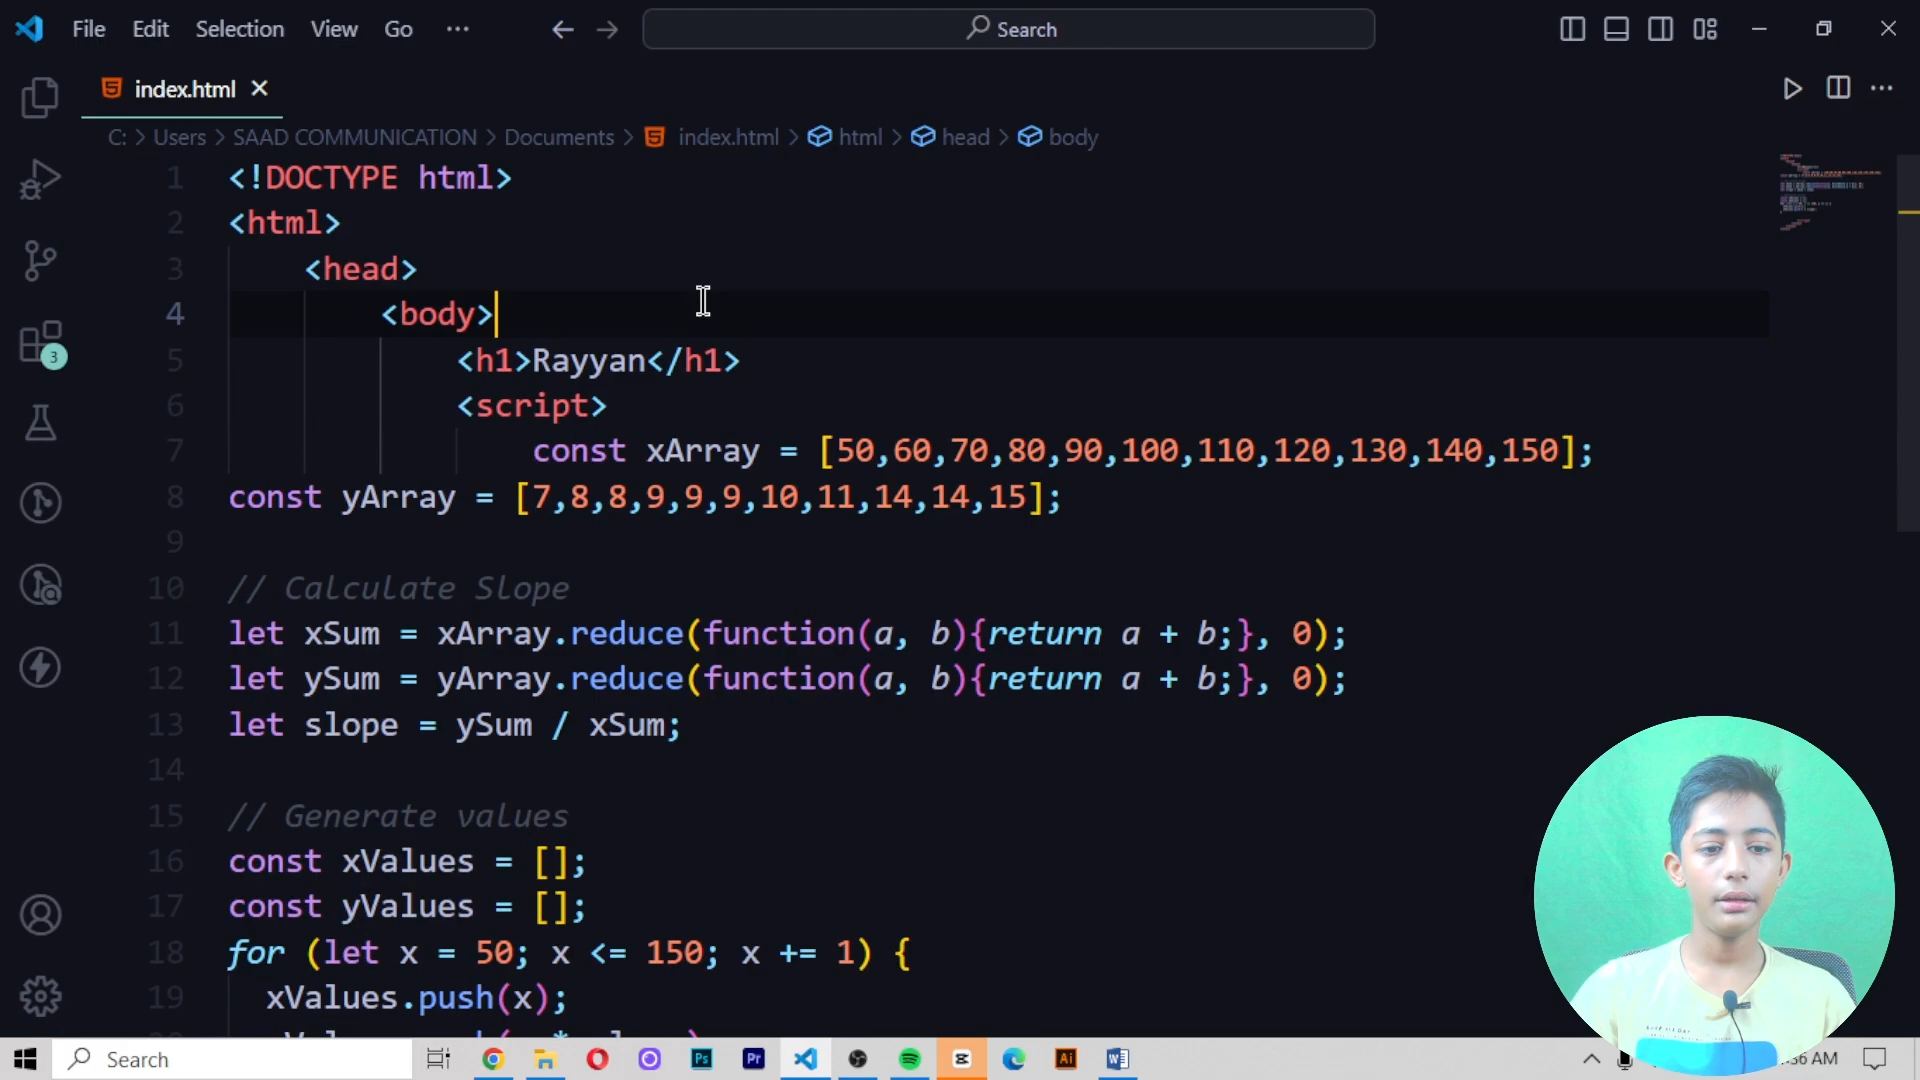 File Edit Selection View Go ··· Search
index.html
C: > Users > SAAD COMMUNICATION > Documents > index.html > html > head > body
1 <!DOCTYPE html>
2 <html>
3 <head>
4 <body>
5 <h1>Rayyan</h1>
6 <script>
7 const xArray = [50,60,70,80,90,100,110,120,130,140,150];
8 const yArray = [7,8,8,9,9,9,10,11,14,14,15];
9
10 // Calculate Slope
11 let xSum = xArray.reduce(function(a, b){return a + b;}, 0);
12 let ySum = yArray.reduce(function(a, b){return a + b;}, 0);
13 let slope = ySum / xSum;
14
15 // Generate values
16 const xValues = [];
17 const yValues = [];
18 for (let x = 50; x <= 150; x += 1) {
19 xValues.push(x);
3
Search
Ps
Pr
Ai
AM